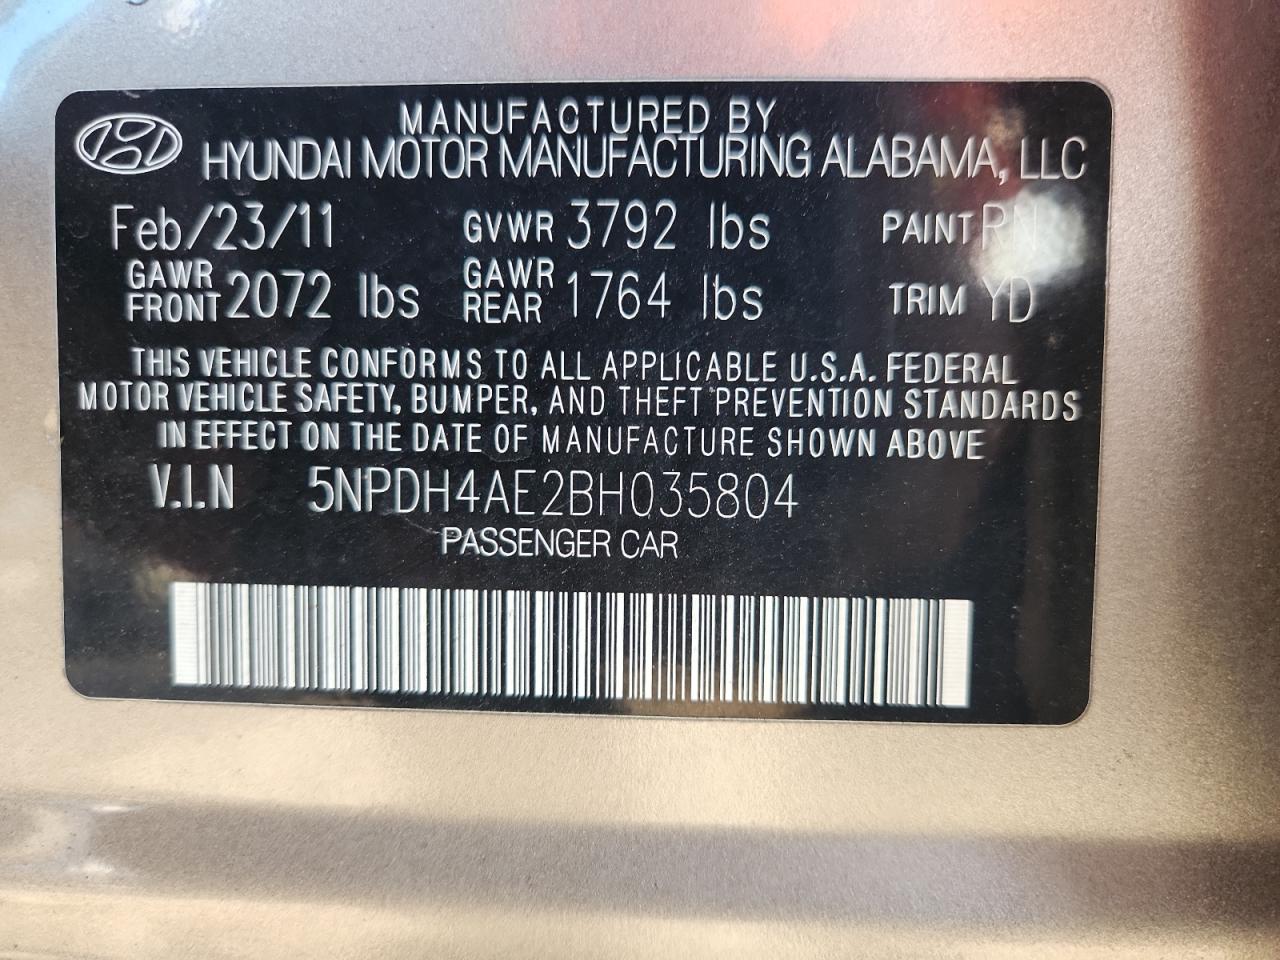 MANUFACTURED BY
HYUNDAI MOTOR MANUFACTURING ALABAMA, LLC
Feb/23/11 GVWR 3792 lbs PAINT RN
GAWR FRONT 2072 lbs GAWR REAR 1764 lbs TRIM YD
THIS VEHICLE CONFORMS TO ALL APPLICABLE U.S.A. FEDERAL
MOTOR VEHICLE SAFETY, BUMPER, AND THEFT PREVENTION STANDARDS
IN EFFECT ON THE DATE OF MANUFACTURE SHOWN ABOVE
V.I.N 5NPDH4AE2BH035804
PASSENGER CAR